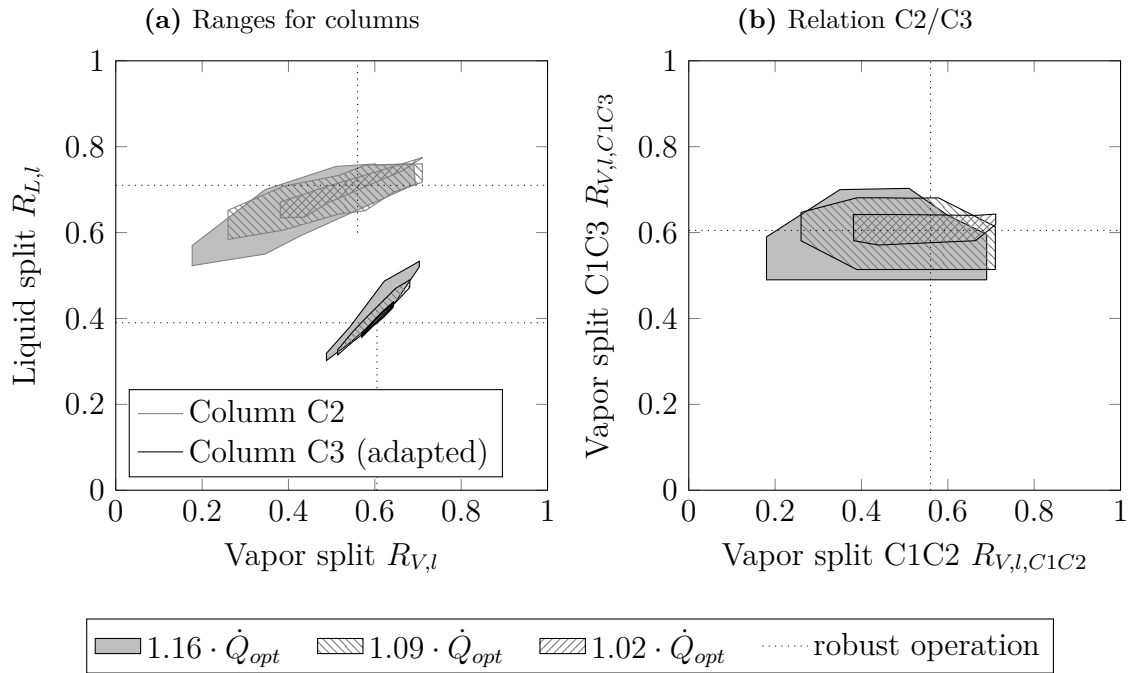 (a) Ranges for columns
(b) Relation C2/C3
1
0.8
0.6
0.4
0.2
0
0
0.2
0.4
0.6
0.8
1
Liquid split R_{L,l}
Vapor split R_{V,l}
Column C2
Column C3 (adapted)
1
0.8
0.6
0.4
0.2
0
0
0.2
0.4
0.6
0.8
1
Vapor split C1C3 R_{V,l,C1C3}
Vapor split C1C2 R_{V,l,C1C2}
1.16 · Q̇_{opt} 1.09 · Q̇_{opt} 1.02 · Q̇_{opt} robust operation